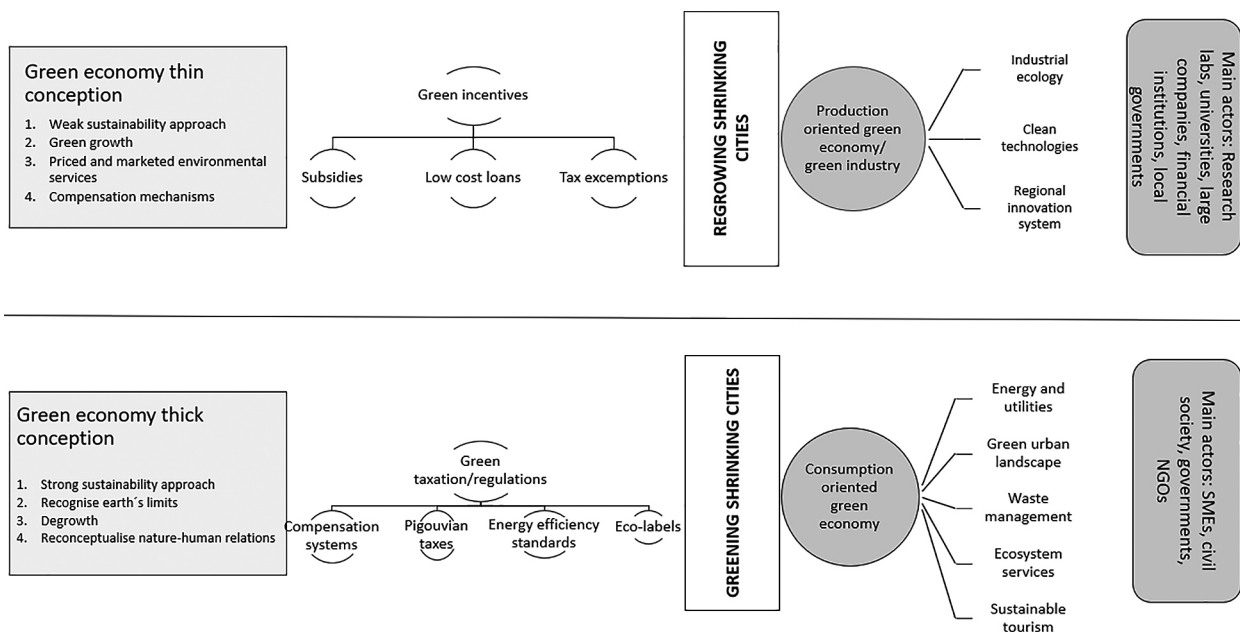 Green economy thin
conception
1. Weak sustainability approach
2. Green growth
3. Priced and marketed environmental
services
4. Compensation mechanisms
Green incentives
Subsidies
Low cost loans
Tax exemptions
REGROWING SHRINKING
CITIES
Production
oriented green
economy/
green industry
Industrial
ecology
Clean
technologies
Regional
innovation
system
Main actors: Research
labs, universities, large
companies, financial
institutions, local
governments
Green economy thick
conception
1. Strong sustainability approach
2. Recognise earth´s limits
3. Degrowth
4. Reconceptualise nature-human relations
Green
taxation/regulations
Compensation
systems
Pigouvian
taxes
Energy efficiency
standards
Eco-labels
GREENING SHRINKING CITIES
Consumption
oriented
green
economy
Energy and
utilities
Green urban
landscape
Waste
management
Ecosystem
services
Sustainable
tourism
Main actors: SMEs, civil
society, governments,
NGOs